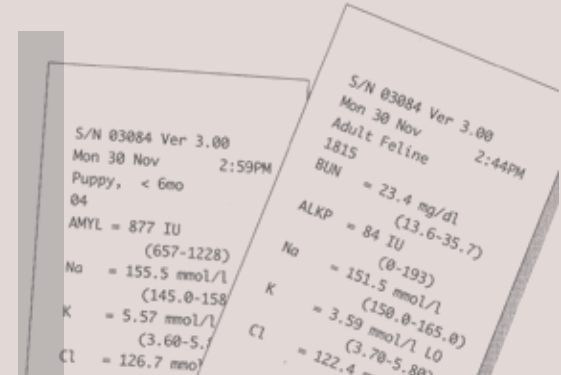 S/N 03084 Ver 3.00
Mon 30 Nov 2:59PM
Puppy, < 6mo
04
AMYL = 877 IU
(657-1228)
Na = 155.5 mmol/l
(145.0-158
K = 5.57 mmol/l
(3.60-5.
Cl = 126.7 mmo
S/N 03084 Ver 3.00
Mon 30 Nov 2:44PM
Adult Feline
1815
BUN = 23.4 mg/dl
(13.6-35.7)
ALKP = 84 IU
(0-193)
Na = 151.5 mmol/l
(150.0-165.0)
K = 3.59 mmol/l LO
(3.70-5.80)
Cl = 122.4